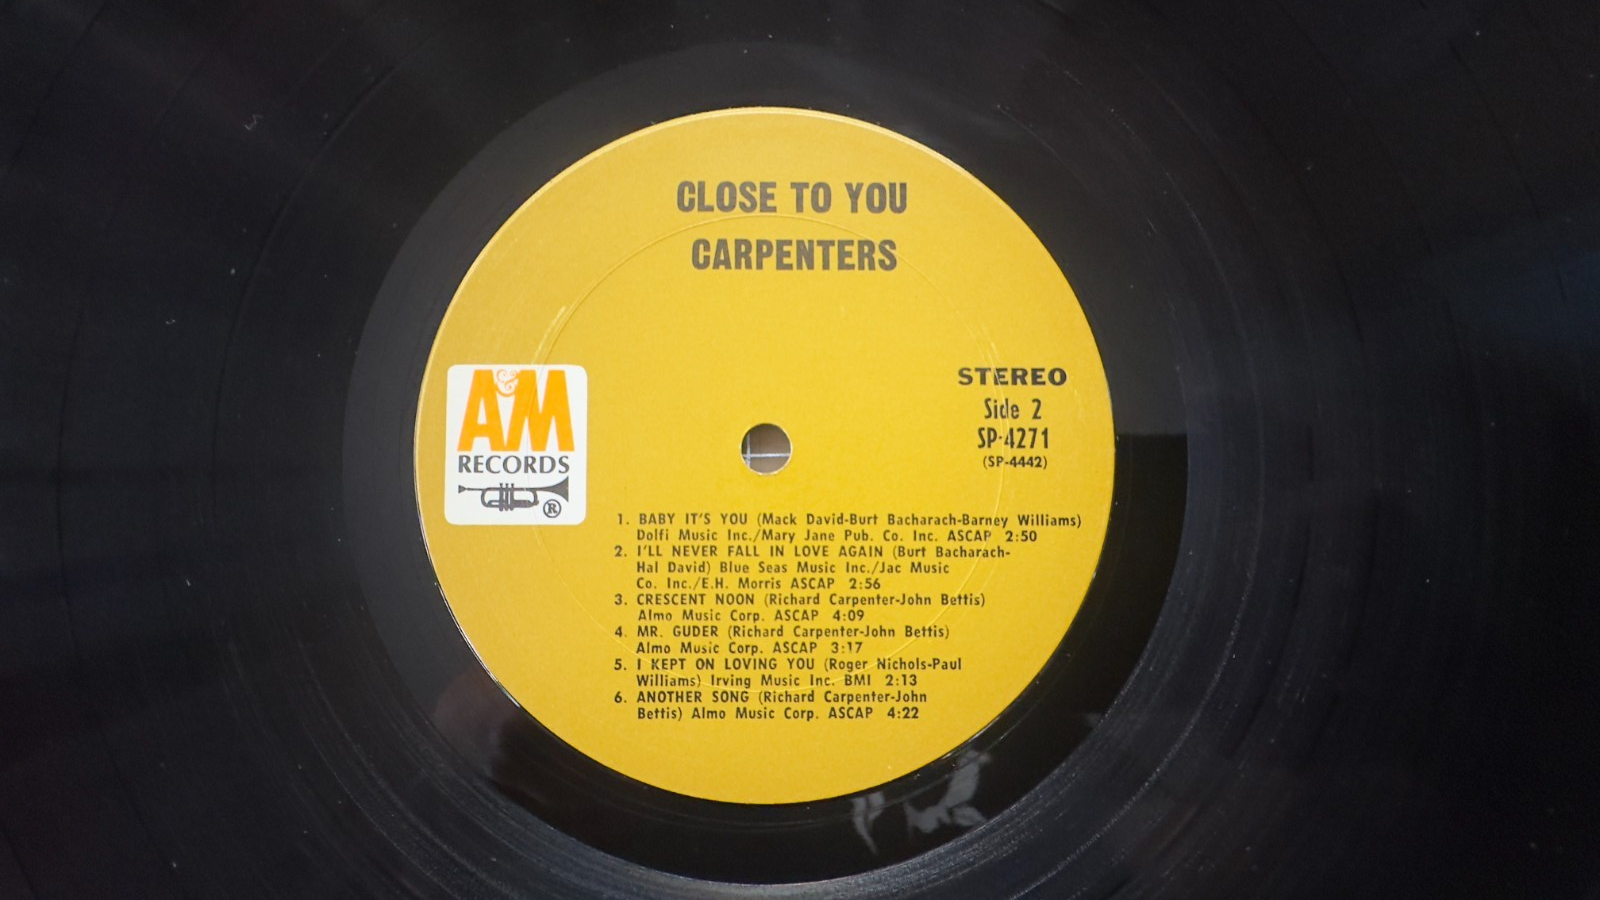 CLOSE TO YOU
CARPENTERS
A&M
RECORDS
®
STEREO
Side 2
SP-4271
(SP-4442)
1. BABY IT'S YOU (Mack David-Burt Bacharach-Barney Williams)
Dolfi Music Inc./Mary Jane Pub. Co. Inc. ASCAP 2:50
2. I'LL NEVER FALL IN LOVE AGAIN (Burt Bacharach-
Hal David) Blue Seas Music Inc./Jac Music
Co. Inc./E.H. Morris ASCAP 2:56
3. CRESCENT NOON (Richard Carpenter-John Bettis)
Almo Music Corp. ASCAP 4:09
4. MR. GUDER (Richard Carpenter-John Bettis)
Almo Music Corp. ASCAP 3:17
5. I KEPT ON LOVING YOU (Roger Nichols-Paul
Williams) Irving Music Inc. BMI 2:13
6. ANOTHER SONG (Richard Carpenter-John
Bettis) Almo Music Corp. ASCAP 4:22